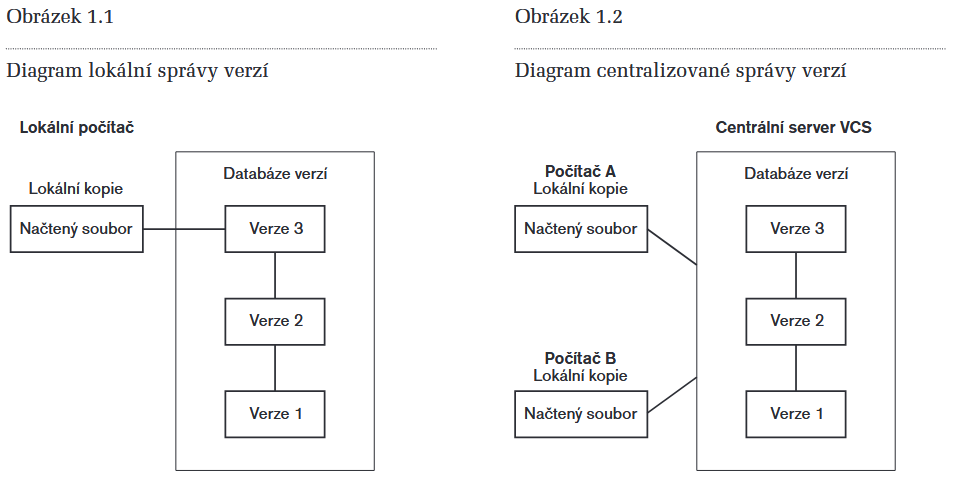 Obrázek 1.1
Diagram lokální správy verzí
Lokální počítač
Databáze verzí
Lokální kopie
Načtený soubor
Verze 3
Verze 2
Verze 1
Obrázek 1.2
Diagram centralizované správy verzí
Centrální server VCS
Počítač A
Lokální kopie
Načtený soubor
Počítač B
Lokální kopie
Načtený soubor
Databáze verzí
Verze 3
Verze 2
Verze 1